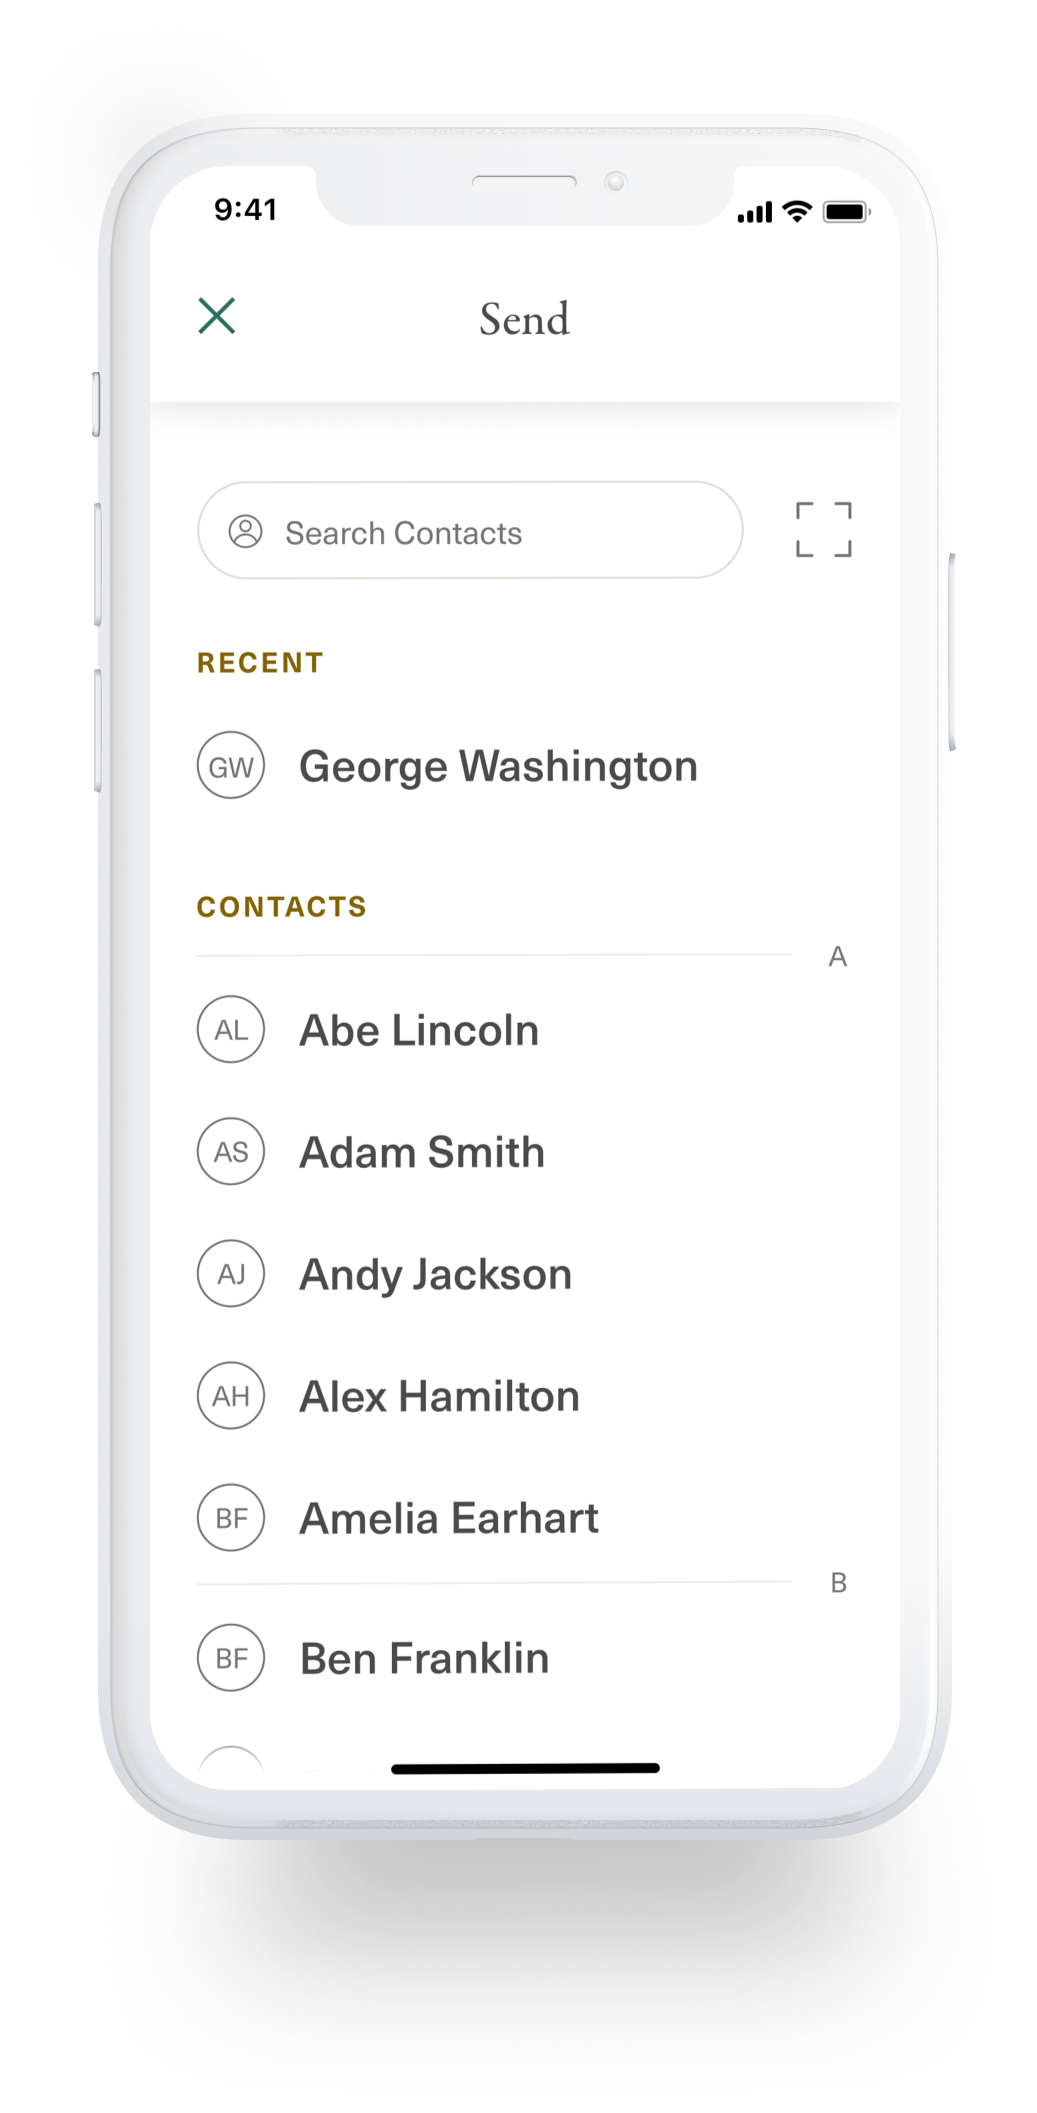 9:41
Send
Search Contacts
RECENT
GW George Washington
CONTACTS
A
AL Abe Lincoln
AS Adam Smith
AJ Andy Jackson
AH Alex Hamilton
BF Amelia Earhart
B
BF Ben Franklin